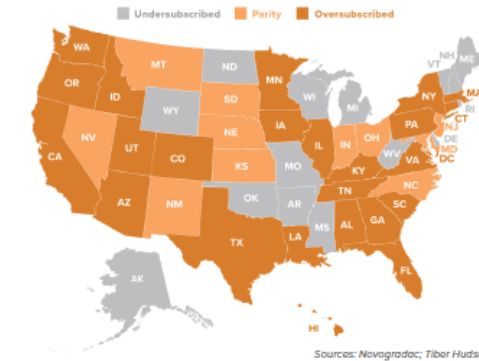 Undersubscribed Parity Oversubscribed
WA
MT
ND
MN
OR
ID
WY
SD
WI
MI
NY
VT
NH
ME
MA
RI
CT
NV
UT
CO
NE
IA
IL
IN
OH
PA
NJ
DE
MD
DC
CA
KS
MO
KY
WV
VA
AZ
NM
OK
AR
TN
NC
SC
TX
LA
MS
AL
GA
FL
AK
HI
Sources: Novogradac; Tiber Huds